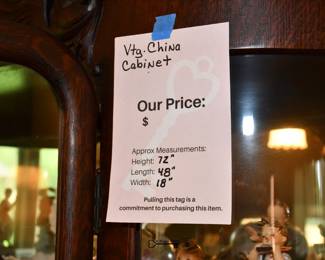 Vtg. China
Cabinet
Our Price:
$
Approx Measurements:
Height: 72"
Length: 48"
Width: 18"
Pulling this tag is a
commitment to purchasing this item.